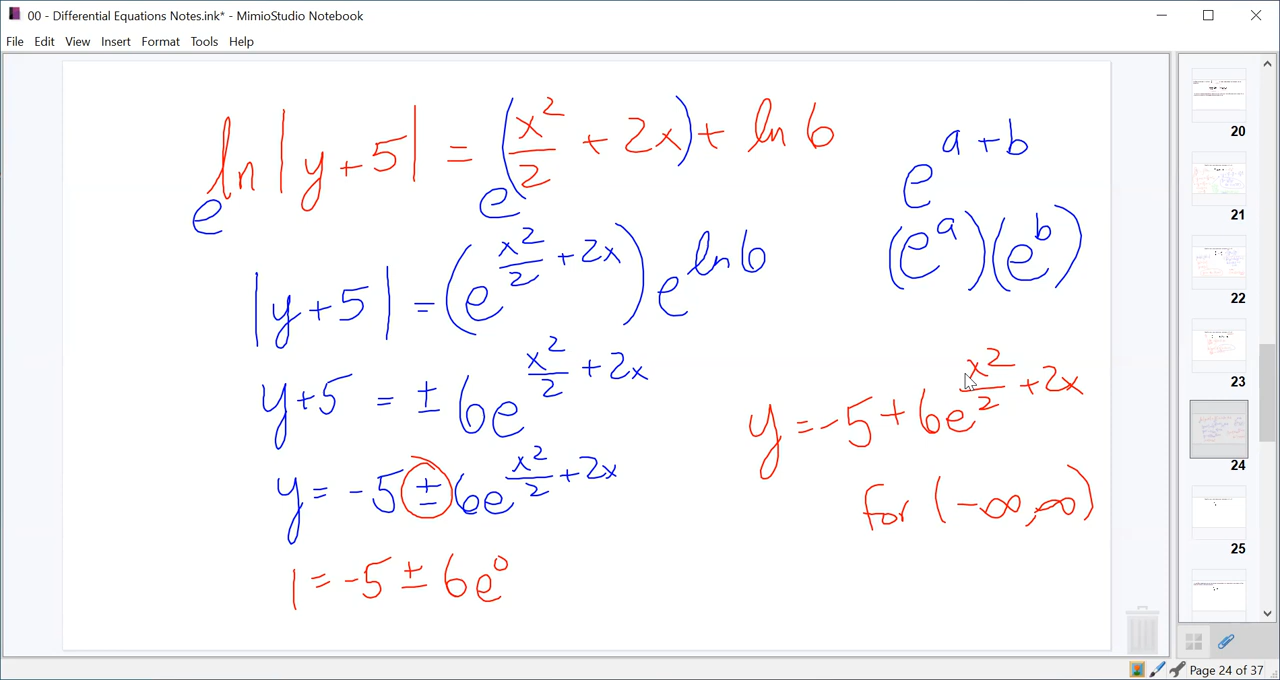 00 - Differential Equations Notes.ink* - MimioStudio Notebook
File Edit View Insert Format Tools Help
e^(ln|y+5|) = e^((x²/2 + 2x) + ln 6)
|y+5| = (e^(x²/2 + 2x)) e^(ln 6)
y+5 = ± 6e^(x²/2 + 2x)
y = -5 ± 6e^(x²/2 + 2x)
1 = -5 ± 6e^0
e^(a+b)
(e^a)(e^b)
y = -5 + 6e^(x²/2 + 2x)
for (-∞,∞)
20
21
22
23
24
25
Page 24 of 37